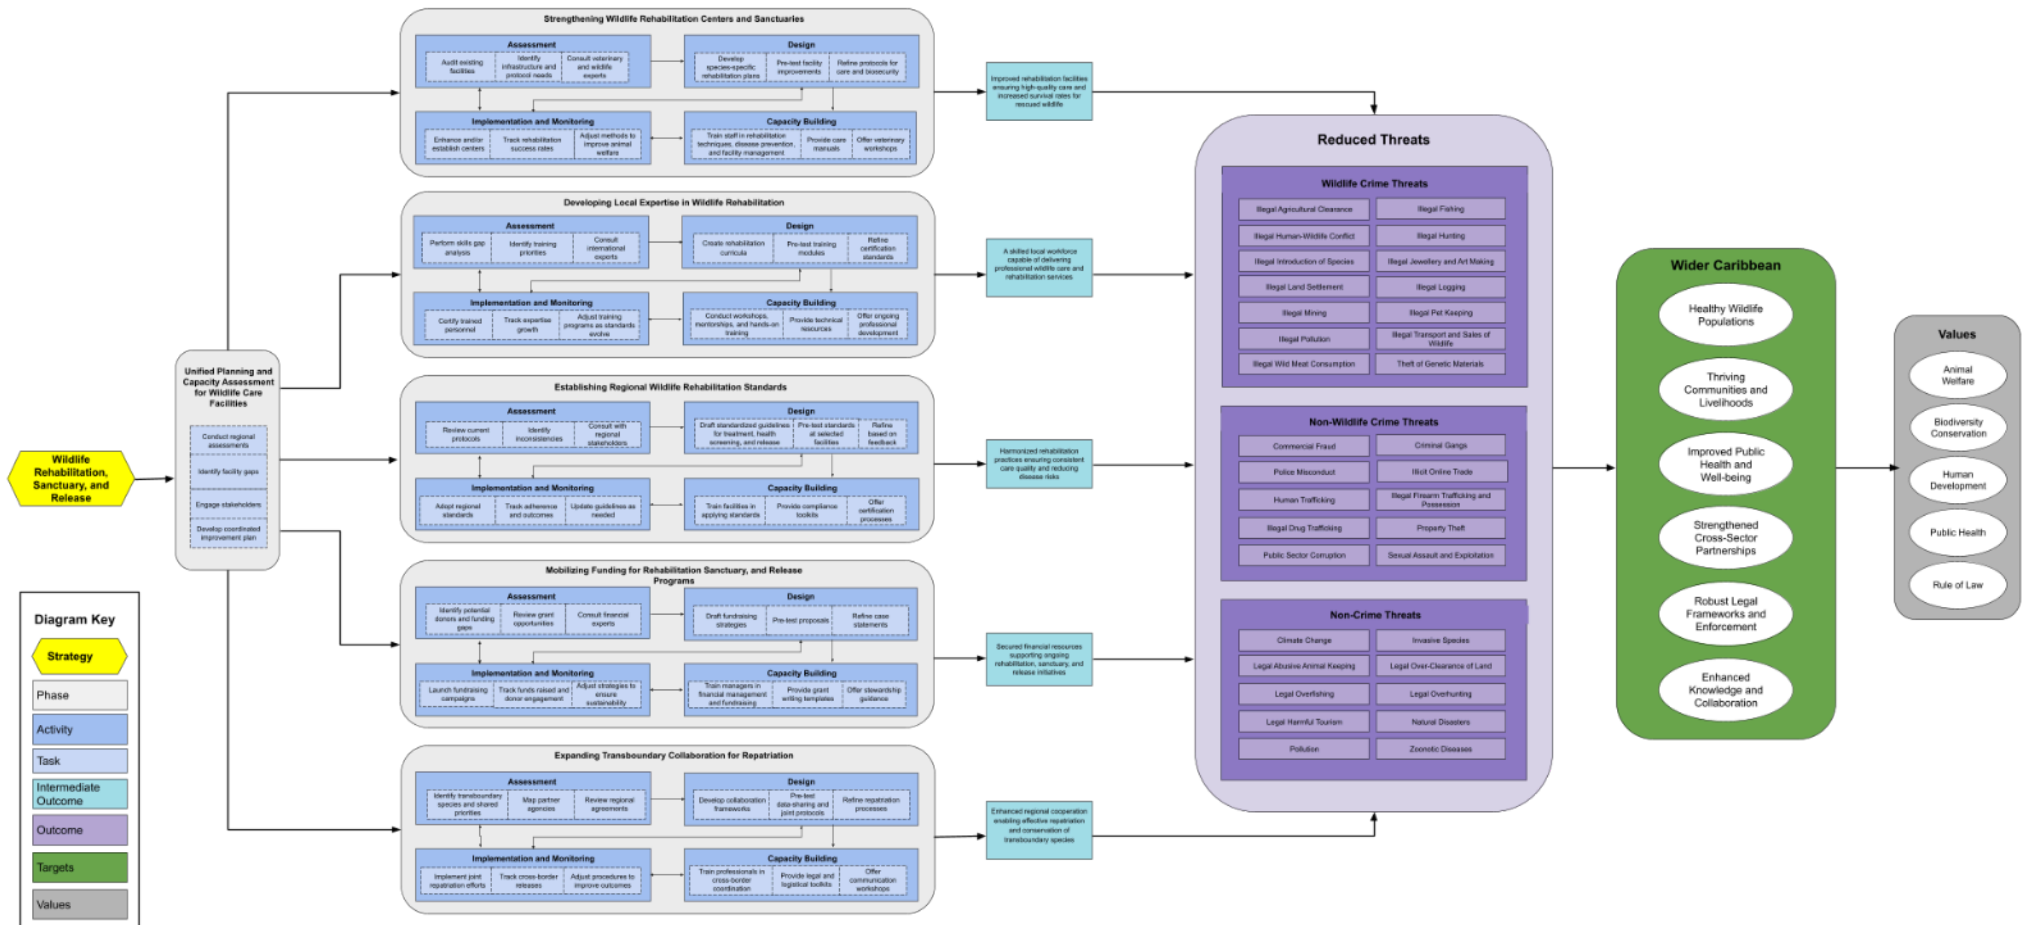 Wildlife
Rehabilitation,
Sanctuary, and
Release
Unified Planning and
Capacity Assessment
for Wildlife Care
Facilities
Conduct regional
assessments
Identify facility gaps
Engage stakeholders
Develop coordinated
improvement plan
Strengthening Wildlife Rehabilitation Centers and Sanctuaries
Assessment
Audit existing
facilities
Identify
infrastructure and
protocol needs
Consult veterinary
and wildlife
experts
Design
Develop
species-specific
rehabilitation plans
Pre-test facility
improvements
Refine protocols for
care and biosecurity
Implementation and Monitoring
Enhance and/or
establish centers
Track rehabilitation
success rates
Adjust methods to
improve animal
welfare
Capacity Building
Train staff in rehabilitation
techniques, disease prevention,
and facility management
Provide care
manuals
Offer veterinary
workshops
Developing Local Expertise in Wildlife Rehabilitation
Assessment
Perform skills gap
analysis
Identify training
priorities
Consult
international
experts
Design
Create rehabilitation
curricula
Pre-test training
modules
Refine
certification
standards
Implementation and Monitoring
Certify trained
personnel
Track expertise
growth
Adjust training
programs as standards
evolve
Capacity Building
Conduct workshops,
mentorships, and hands-on
training
Provide technical
resources
Offer ongoing
professional
development
Establishing Regional Wildlife Rehabilitation Standards
Assessment
Review current
protocols
Identify
inconsistencies
Consult with
regional
stakeholders
Design
Draft standardized guidelines
for treatment, health
screening, and release
Pre-test standards
at selected
facilities
Refine
based on
feedback
Implementation and Monitoring
Adopt regional
standards
Track adherence
and outcomes
Update guidelines as
needed
Capacity Building
Train facilities in
applying standards
Provide compliance
toolkits
Offer
certification
processes
Mobilizing Funding for Rehabilitation Sanctuary, and Release
Programs
Assessment
Identify potential
donors and funding
gaps
Review grant
opportunities
Consult financial
experts
Design
Draft fundraising
strategies
Pre-test proposals
Refine case
statements
Implementation and Monitoring
Launch fundraising
campaigns
Track funds raised and
donor engagement
Adjust strategies to
ensure
sustainability
Capacity Building
Train managers in
financial management
and fundraising
Provide grant
writing templates
Offer stewardship
guidance
Expanding Transboundary Collaboration for Repatriation
Assessment
Identify transboundary
species and shared
priorities
Map partner
agencies
Review regional
agreements
Design
Develop collaboration
frameworks
Pre-test
data-sharing and
joint protocols
Refine repatriation
processes
Implementation and Monitoring
Implement joint
repatriation efforts
Track cross-border
releases
Adjust procedures to
improve outcomes
Capacity Building
Train professionals in
cross-border
coordination
Provide legal and
logistical toolkits
Offer
communication
workshops
Improved rehabilitation facilities
ensuring high-quality care and
increased survival rates for
rescued wildlife
A skilled local workforce
capable of delivering
professional wildlife care and
rehabilitation services
Harmonized rehabilitation
practices ensuring consistent
care quality and reducing
disease risks
Secured financial resources
supporting ongoing
rehabilitation, sanctuary, and
release initiatives
Enhanced regional cooperation
enabling effective repatriation
and conservation of
transboundary species
Reduced Threats
Wildlife Crime Threats
Illegal Agricultural Clearance
Illegal Fishing
Illegal Human-Wildlife Conflict
Illegal Hunting
Illegal Introduction of Species
Illegal Jewellery and Art Making
Illegal Land Settlement
Illegal Logging
Illegal Mining
Illegal Pet Keeping
Illegal Pollution
Illegal Transport and Sales of
Wildlife
Illegal Wild Meat Consumption
Theft of Genetic Materials
Non-Wildlife Crime Threats
Commercial Fraud
Criminal Gangs
Police Misconduct
Illicit Online Trade
Human Trafficking
Illegal Firearm Trafficking and
Possession
Illegal Drug Trafficking
Property Theft
Public Sector Corruption
Sexual Assault and Exploitation
Non-Crime Threats
Climate Change
Invasive Species
Legal Abusive Animal Keeping
Legal Over-Clearance of Land
Legal Overfishing
Legal Overhunting
Legal Harmful Tourism
Natural Disasters
Pollution
Zoonotic Diseases
Wider Caribbean
Healthy Wildlife
Populations
Thriving
Communities and
Livelihoods
Improved Public
Health and
Well-being
Strengthened
Cross-Sector
Partnerships
Robust Legal
Frameworks and
Enforcement
Enhanced
Knowledge and
Collaboration
Values
Animal
Welfare
Biodiversity
Conservation
Human
Development
Public Health
Rule of Law
Diagram Key
Strategy
Phase
Activity
Task
Intermediate
Outcome
Outcome
Targets
Values